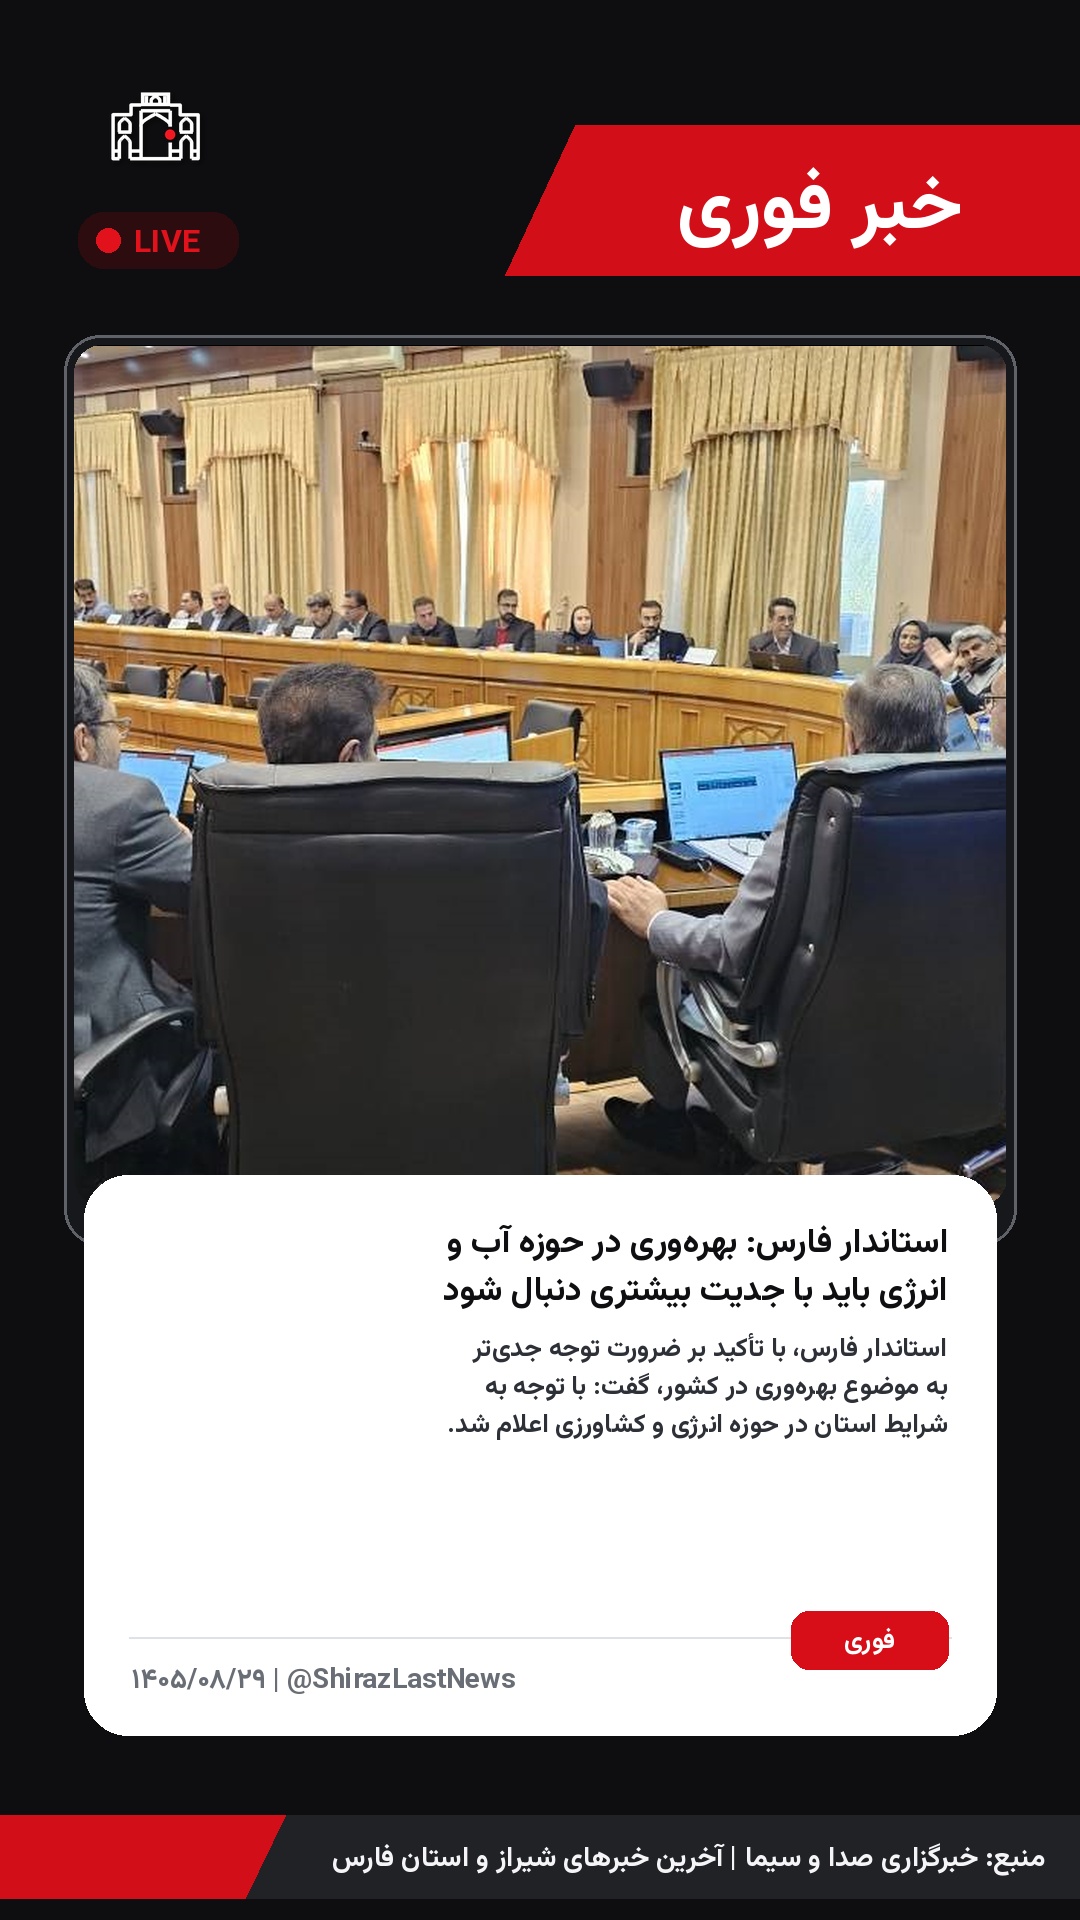 خبر فوری
LIVE
استاندار فارس: بهره‌وری در حوزه آب و
انرژی باید با جدیت بیشتری دنبال شود
استاندار فارس، با تأکید بر ضرورت توجه جدی‌تر
به موضوع بهره‌وری در کشور، گفت: با توجه به
شرایط استان در حوزه انرژی و کشاورزی اعلام شد.
فوری
۱۴۰۵/۰۸/۲۹ | @ShirazLastNews
منبع: خبرگزاری صدا و سیما | آخرین خبرهای شیراز و استان فارس